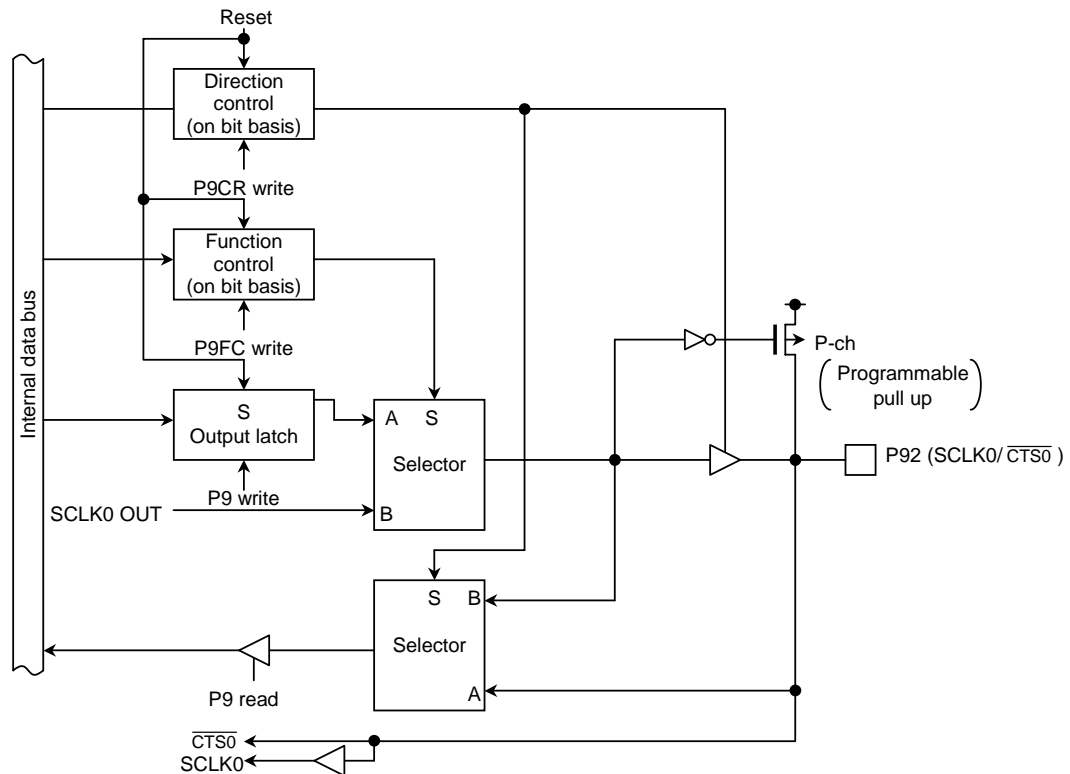 Reset
Direction
control
(on bit basis)
P9CR write
Function
control
(on bit basis)
P9FC write
S
Output latch
P9 write
SCLK0 OUT
Internal data bus
A S
Selector
B
P-ch
Programmable
pull up
P92 (SCLK0/CTS0)
S B
Selector
A
P9 read
CTS0
SCLK0